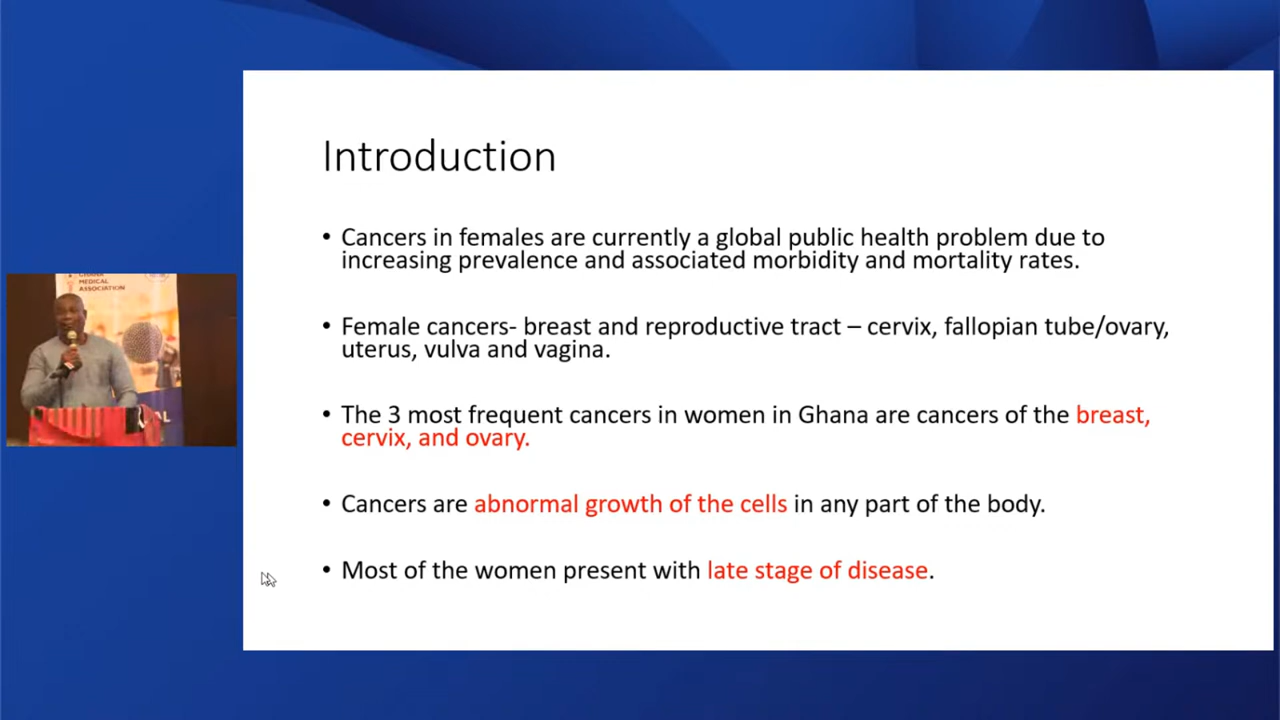 Introduction
• Cancers in females are currently a global public health problem due to
increasing prevalence and associated morbidity and mortality rates.
• Female cancers- breast and reproductive tract – cervix, fallopian tube/ovary,
uterus, vulva and vagina.
• The 3 most frequent cancers in women in Ghana are cancers of the breast,
cervix, and ovary.
• Cancers are abnormal growth of the cells in any part of the body.
• Most of the women present with late stage of disease.
GHANA
MEDICAL
ASSOCIATION